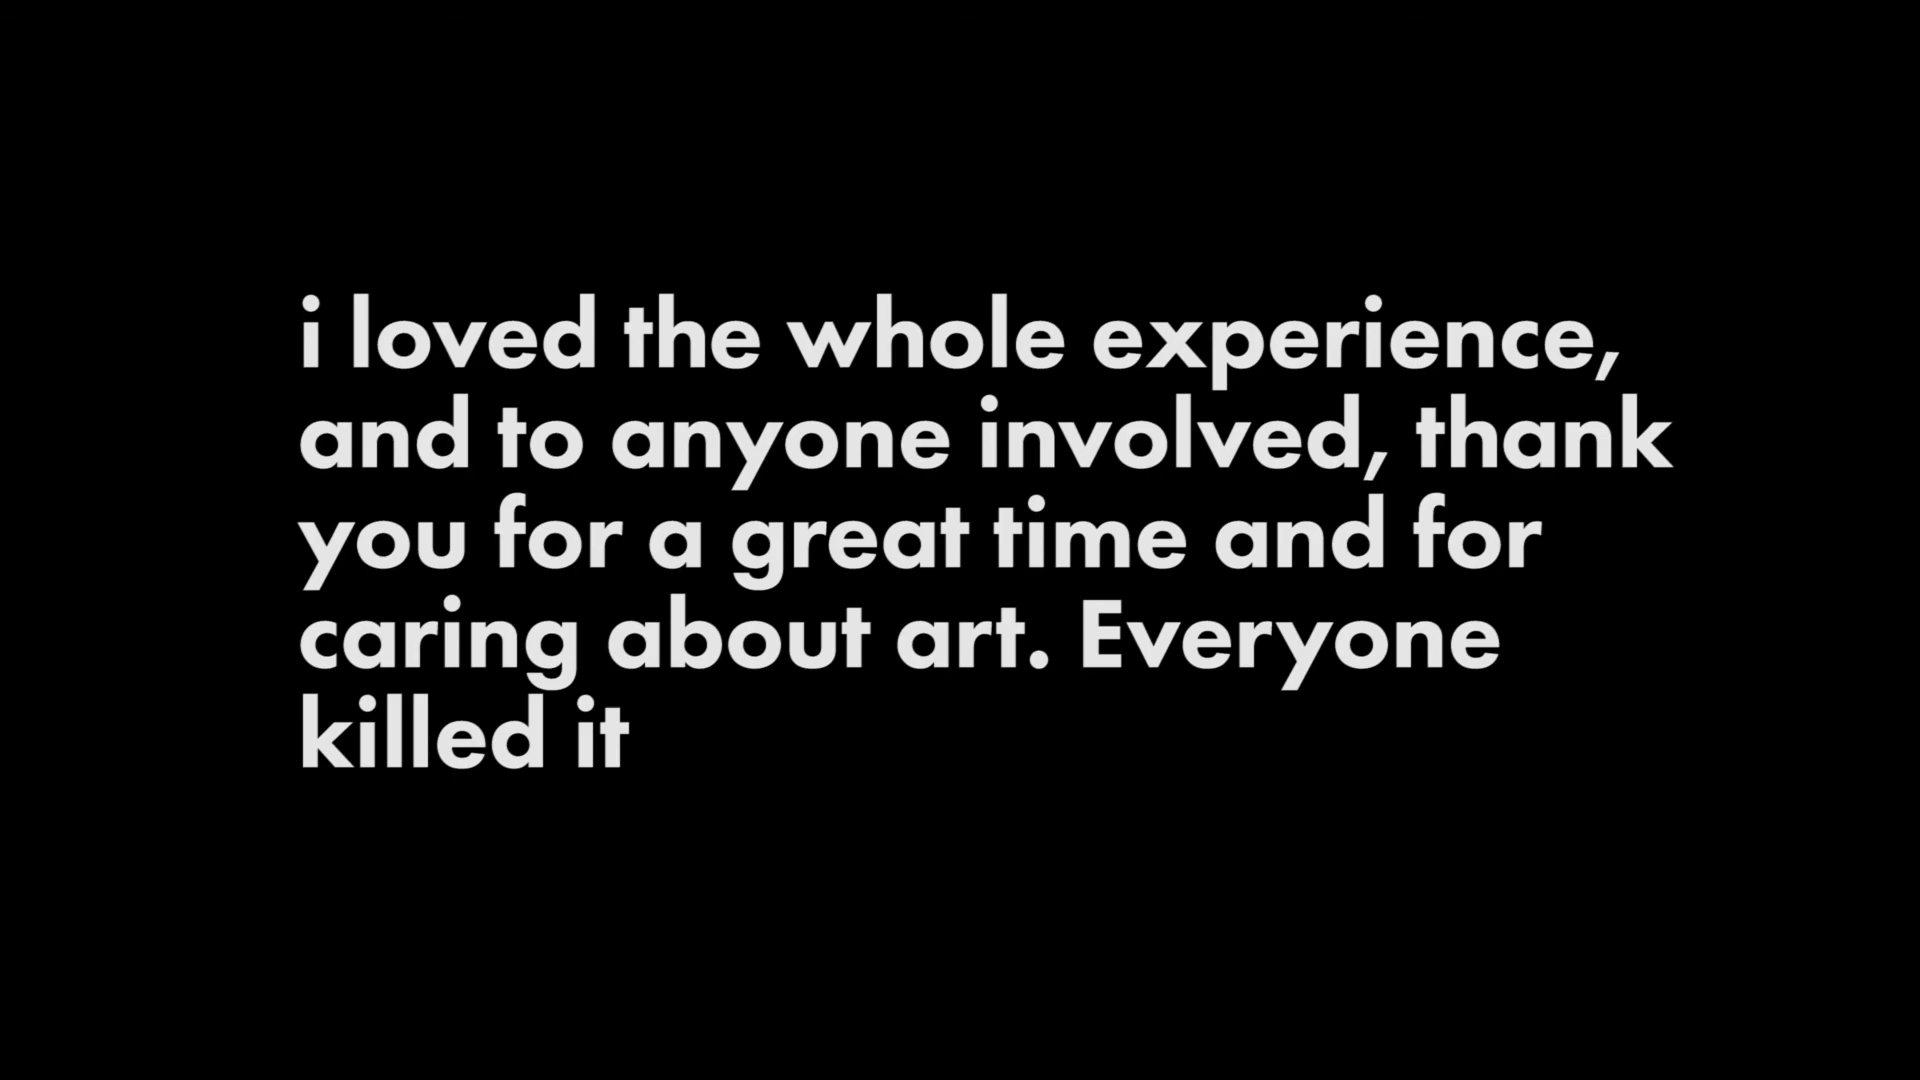 i loved the whole experience,
and to anyone involved, thank
you for a great time and for
caring about art. Everyone
killed it